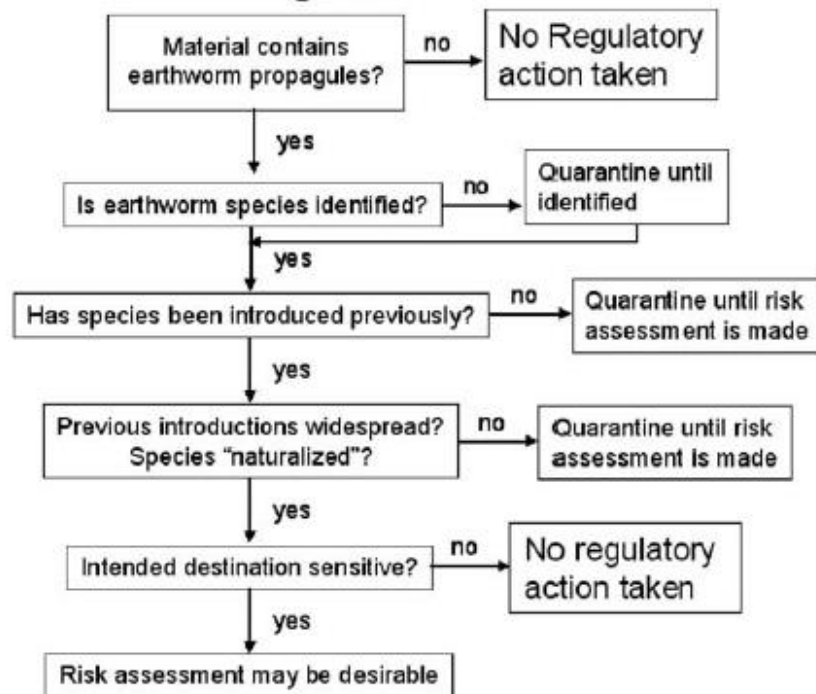 Material contains
earthworm propagules?
no
No Regulatory
action taken
yes
Is earthworm species identified?
no
Quarantine until
identified
yes
Has species been introduced previously?
no
Quarantine until risk
assessment is made
yes
Previous introductions widespread?
Species “naturalized”?
no
Quarantine until risk
assessment is made
yes
Intended destination sensitive?
no
No regulatory
action taken
yes
Risk assessment may be desirable